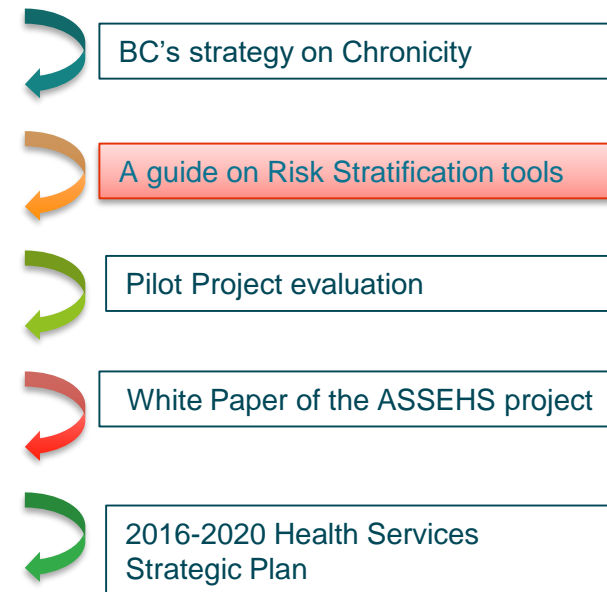 BC’s strategy on Chronicity
A guide on Risk Stratification tools
Pilot Project evaluation
White Paper of the ASSEHS project
2016-2020 Health Services
Strategic Plan